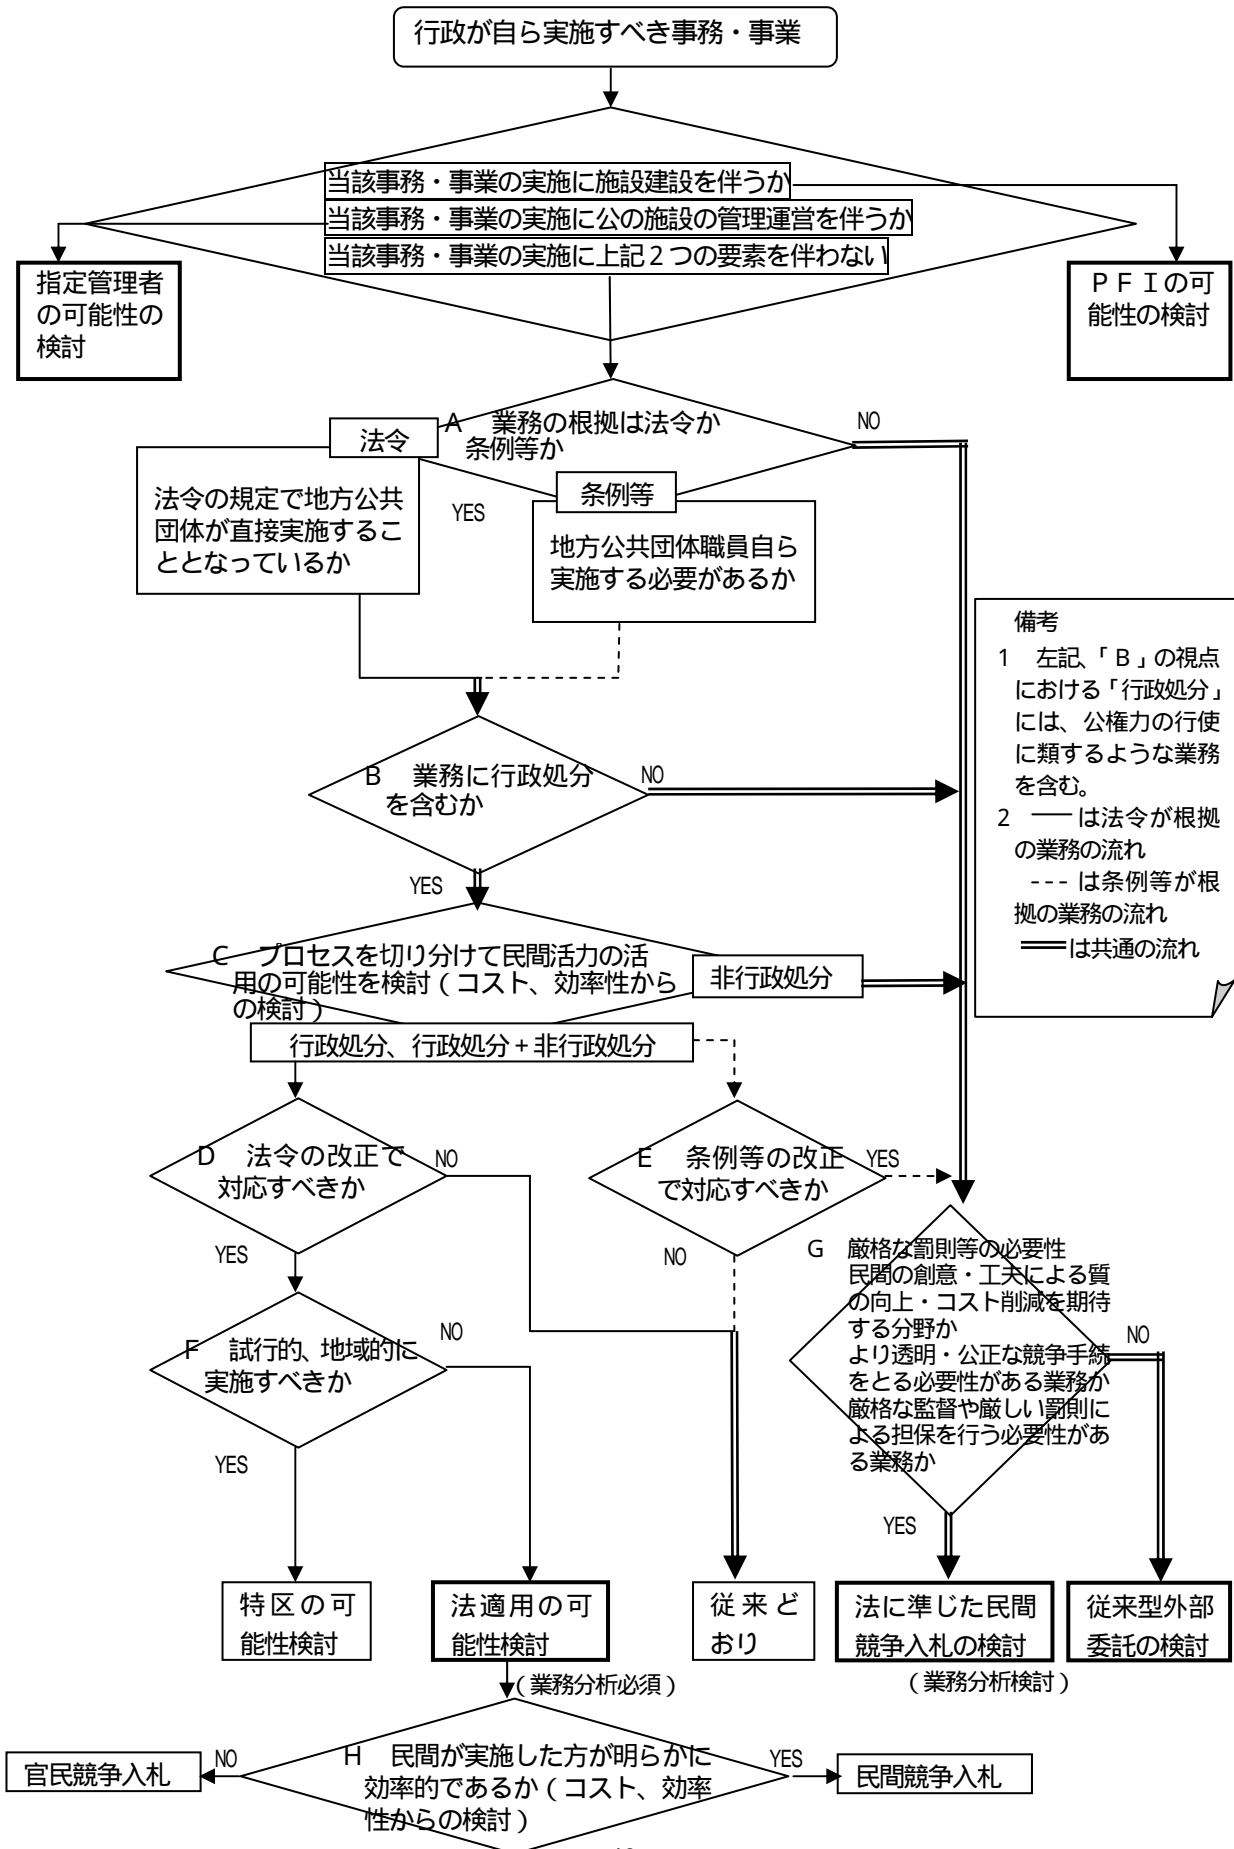 行政が自ら実施すべき事務・事業
当該事務・事業の実施に施設建設を伴うか
当該事務・事業の実施に公の施設の管理運営を伴うか
当該事務・事業の実施に上記２つの要素を伴わない
指定管理者
の可能性の
検討
ＰＦＩの可
能性の検討
A　業務の根拠は法令か
条例等か
NO
法令
法令の規定で地方公共
団体が直接実施するこ
ととなっているか
YES
条例等
地方公共団体職員自ら
実施する必要があるか
備考
1　左記、「B」の視点
における「行政処分」
には、公権力の行使
に類するような業務
を含む。
2　── は法令が根拠
の業務の流れ
--- は条例等が根
拠の業務の流れ
══は共通の流れ
B　業務に行政処分
を含むか
NO
YES
C　プロセスを切り分けて民間活力の活
用の可能性を検討（コスト、効率性から
の検討）
非行政処分
行政処分、行政処分+非行政処分
D　法令の改正で
対応すべきか
NO
YES
E　条例等の改正
で対応すべきか
YES
NO
F　試行的、地域的に
実施すべきか
NO
YES
G　厳格な罰則等の必要性
民間の創意・工夫による質
の向上・コスト削減を期待
する分野か
より透明・公正な競争手続
をとる必要性がある業務か
厳格な監督や厳しい罰則に
よる担保を行う必要性があ
る業務か
NO
YES
特区の可
能性検討
法適用の可
能性検討
従来ど
おり
法に準じた民間
競争入札の検討
従来型外部
委託の検討
（業務分析必須）
（業務分析検討）
H　民間が実施した方が明らかに
効率的であるか（コスト、効率
性からの検討）
NO
官民競争入札
YES
民間競争入札